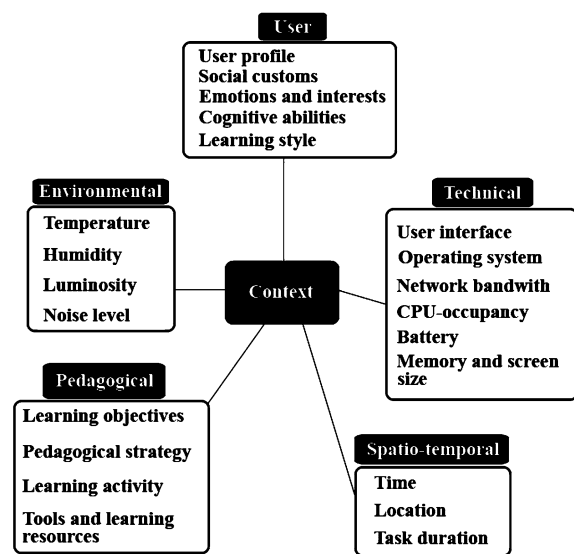 User
User profile
Social customs
Emotions and interests
Cognitive abilities
Learning style
Environmental
Temperature
Humidity
Luminosity
Noise level
Technical
User interface
Operating system
Network bandwith
CPU-occupancy
Battery
Memory and screen
size
Context
Pedagogical
Learning objectives
Pedagogical strategy
Learning activity
Tools and learning
resources
Spatio-temporal
Time
Location
Task duration